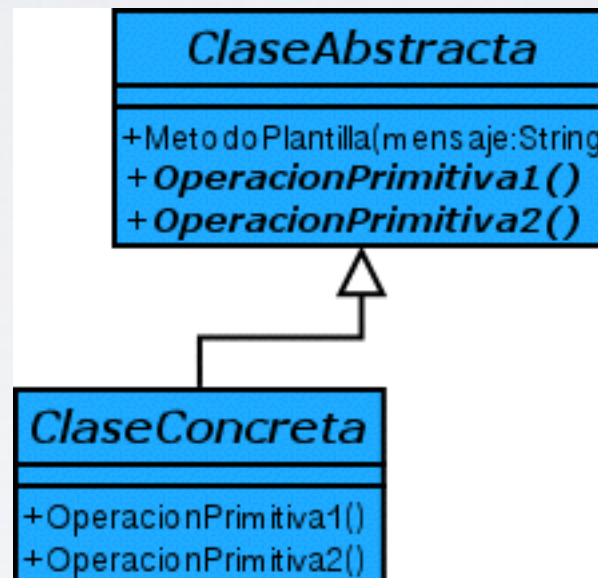 ClaseAbstracta
+MetodoPlantilla(mensaje:String
+OperacionPrimitiva1()
+OperacionPrimitiva2()
ClaseConcreta
+OperacionPrimitiva1()
+OperacionPrimitiva2()